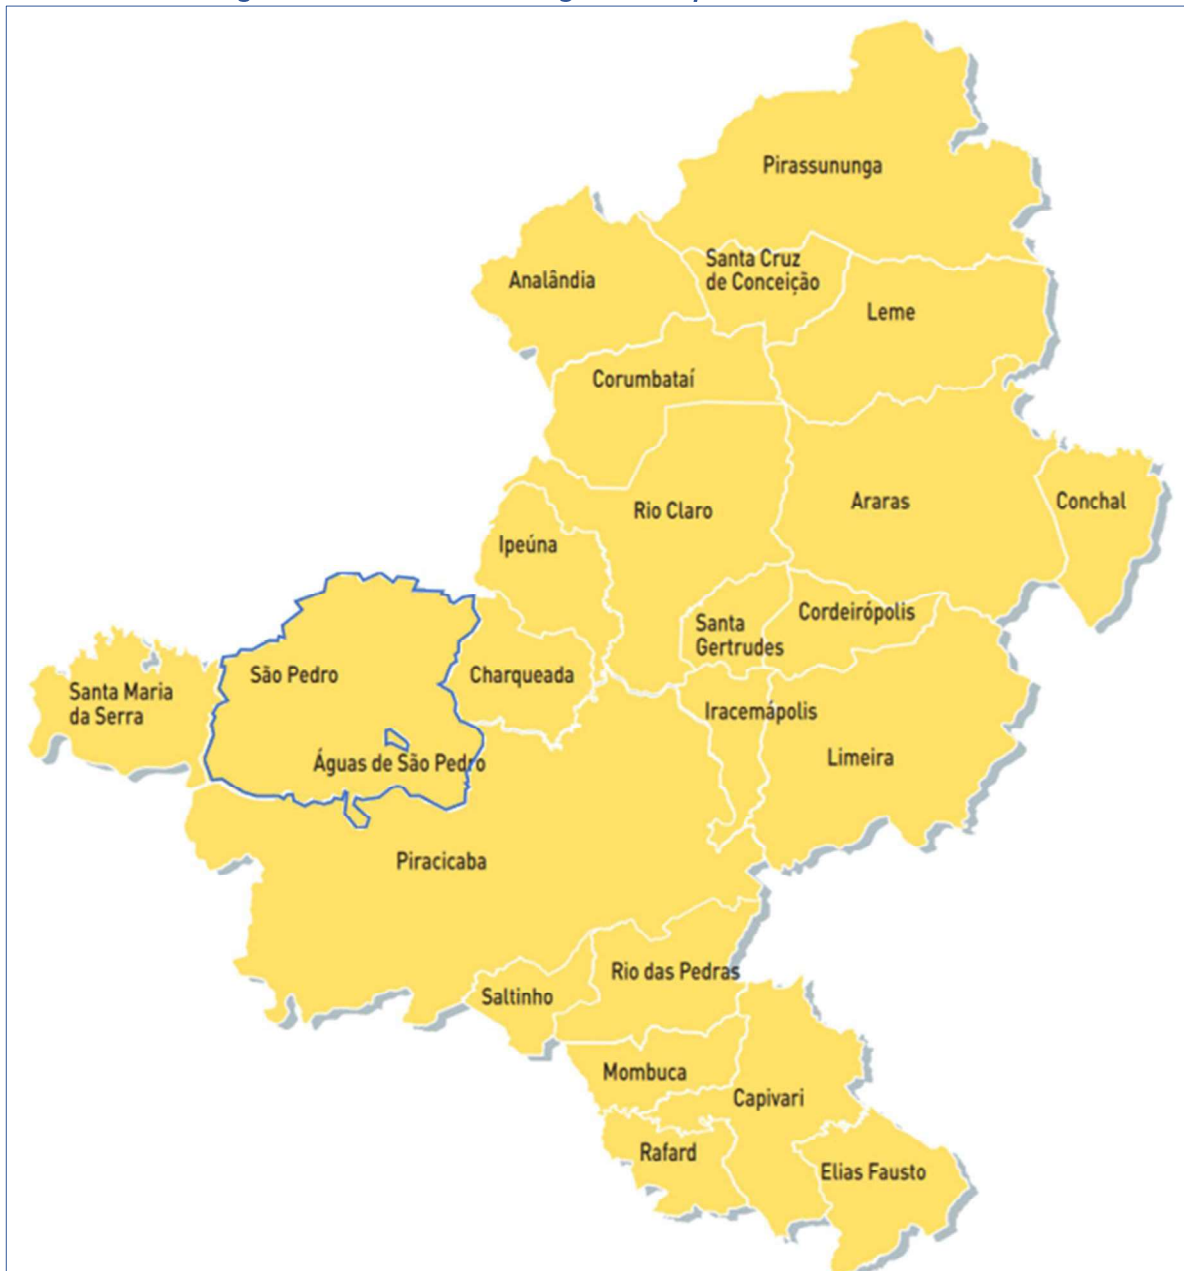 Pirassununga
Santa Cruz
de Conceição
Analândia
Leme
Corumbataí
Rio Claro
Araras
Conchal
Ipeúna
Santa
Gertrudes
Cordeirópolis
São Pedro
Charqueada
Santa Maria
da Serra
Iracemápolis
Águas de São Pedro
Limeira
Piracicaba
Rio das Pedras
Saltinho
Mombuca
Capivari
Rafard
Elias Fausto